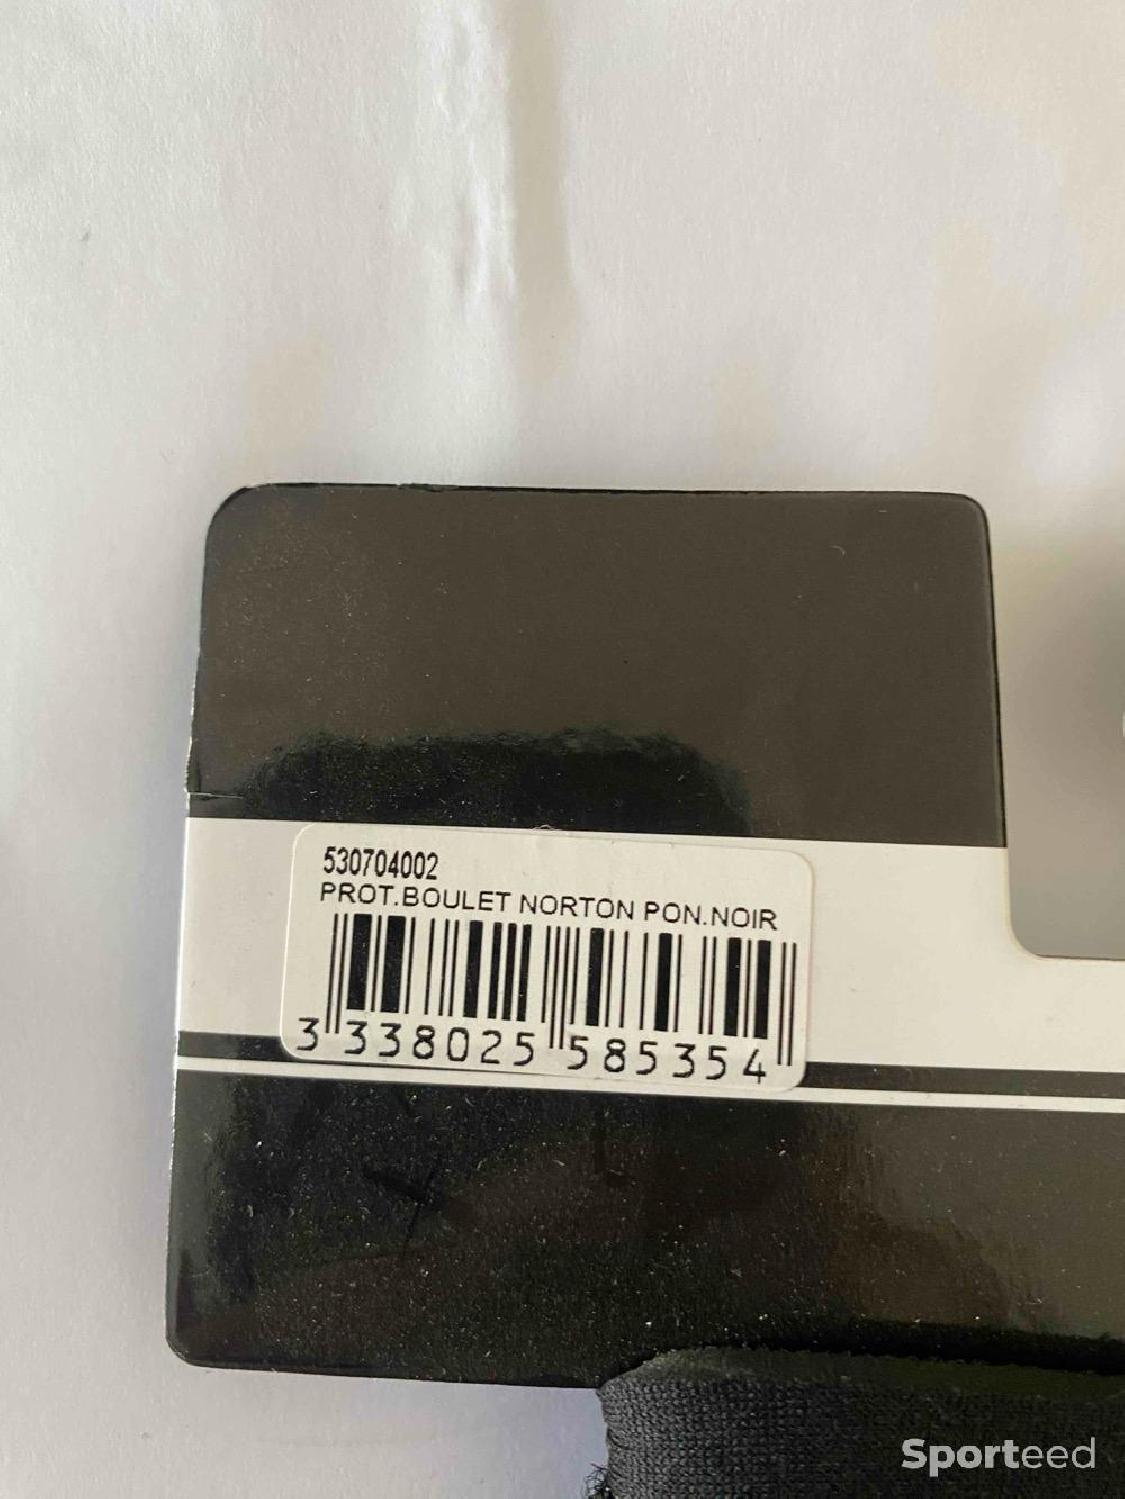 530704002
PROT.BOULET NORTON PON.NOIR
3 338025 585354
Sporteed